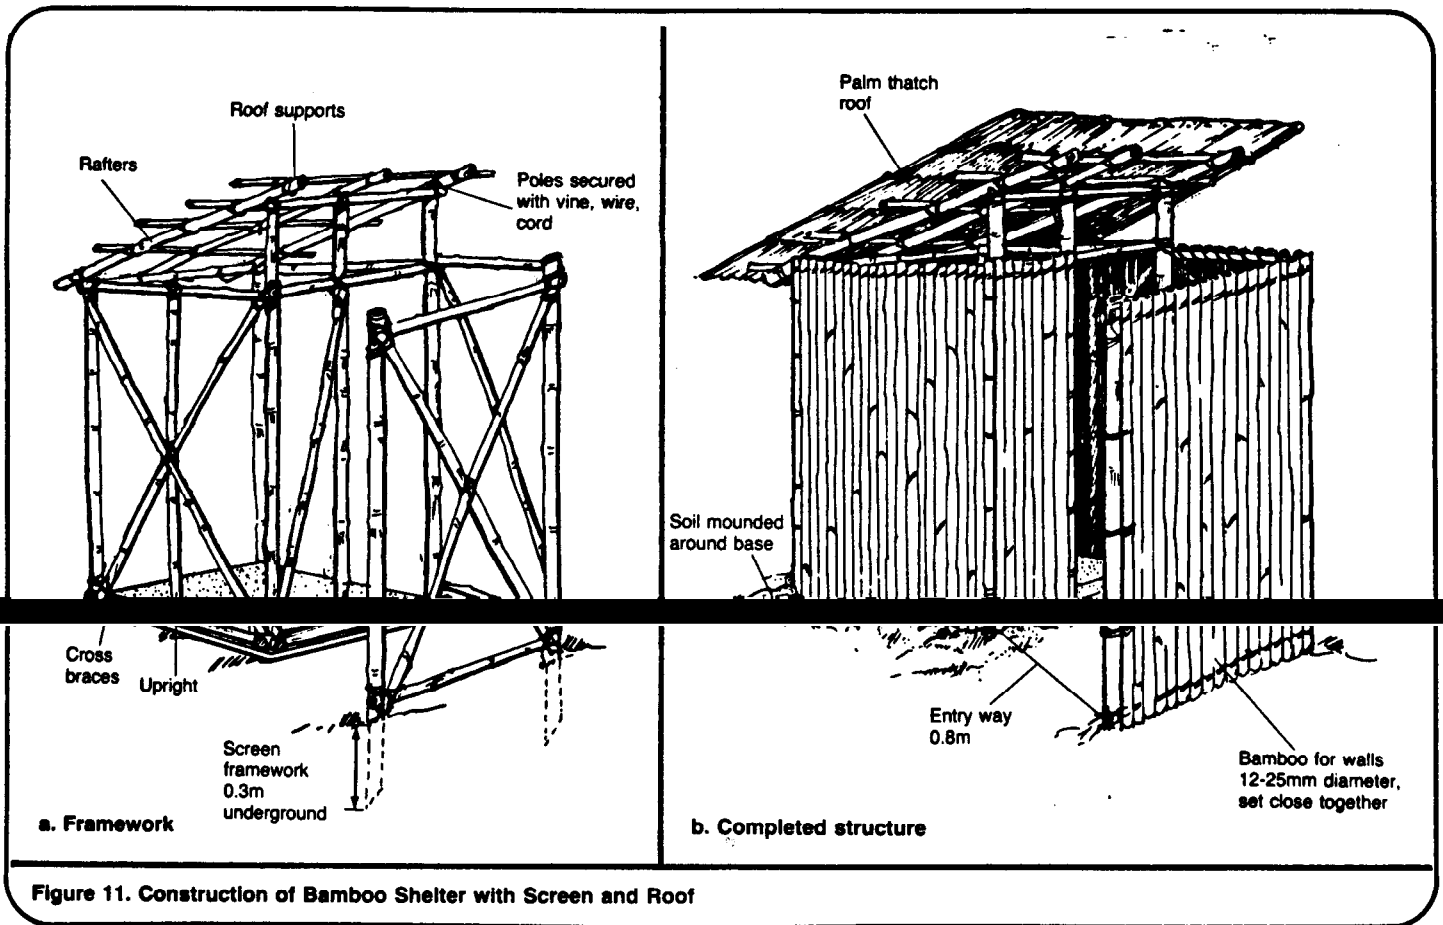 Roof supports
Rafters
Poles secured
with vine, wire,
cord
Cross
braces
Upright
Screen
framework
0.3m
underground
a. Framework
Palm thatch
roof
Soil mounded
around base
Entry way
0.8m
Bamboo for walls
12-25mm diameter,
set close together
b. Completed structure
Figure 11. Construction of Bamboo Shelter with Screen and Roof